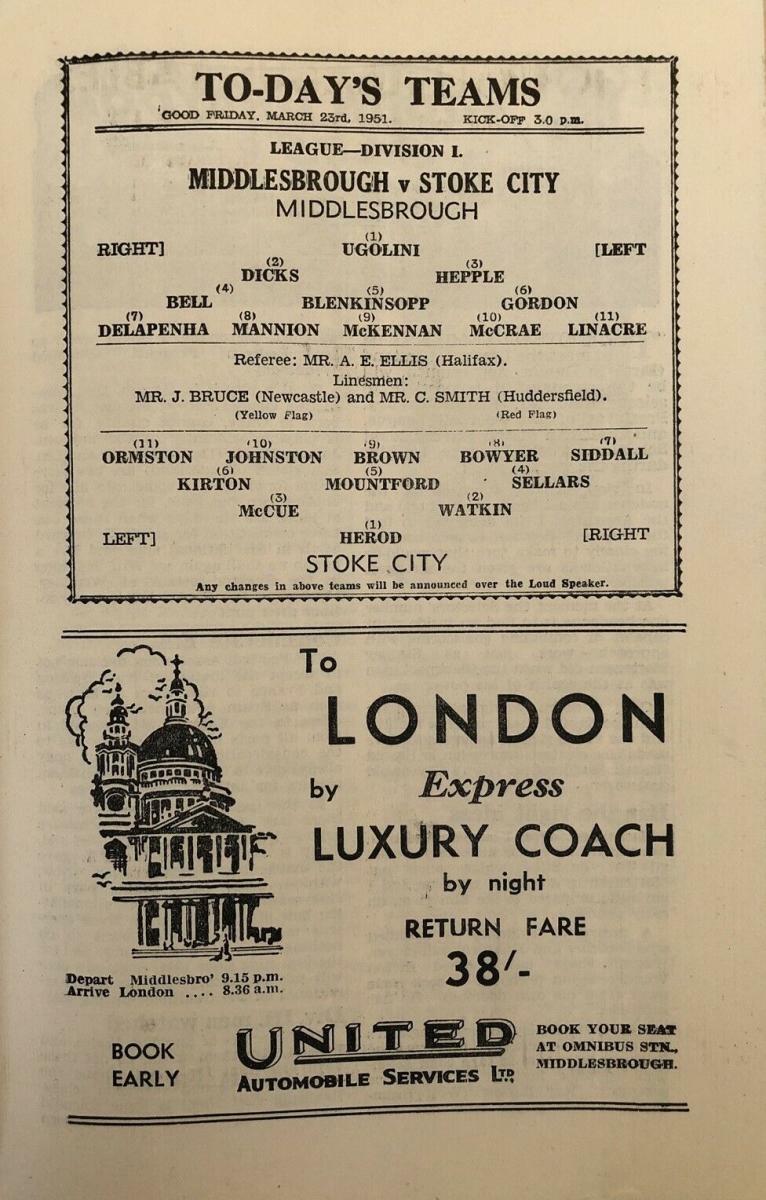 TO-DAY'S TEAMS
GOOD FRIDAY, MARCH 23rd, 1951. KICK-OFF 3.0 p.m.
LEAGUE—DIVISION I.
MIDDLESBROUGH v STOKE CITY
MIDDLESBROUGH
(1)
RIGHT] UGOLINI [LEFT
(2) (3)
DICKS HEPPLE
(4) (5) (6)
BELL BLENKINSOPP GORDON
(7) (8) (9) (10) (11)
DELAPENHA MANNION McKENNAN McCRAE LINACRE
Referee: MR. A. E. ELLIS (Halifax).
Linesmen:
MR. J. BRUCE (Newcastle) and MR. C. SMITH (Huddersfield).
(Yellow Flag) (Red Flag)
(11) (10) (9) (8) (7)
ORMSTON JOHNSTON BROWN BOWYER SIDDALL
(6) (5) (4)
KIRTON MOUNTFORD SELLARS
(3) (2)
McCUE WATKIN
(1)
LEFT] HEROD [RIGHT
STOKE CITY
Any changes in above teams will be announced over the Loud Speaker.
To
LONDON
by Express
LUXURY COACH
by night
RETURN FARE
38/-
Depart Middlesbro' 9.15 p.m.
Arrive London .... 8.36 a.m.
BOOK EARLY
UNITED
AUTOMOBILE SERVICES LTD.
BOOK YOUR SEAT
AT OMNIBUS STN.,
MIDDLESBROUGH.